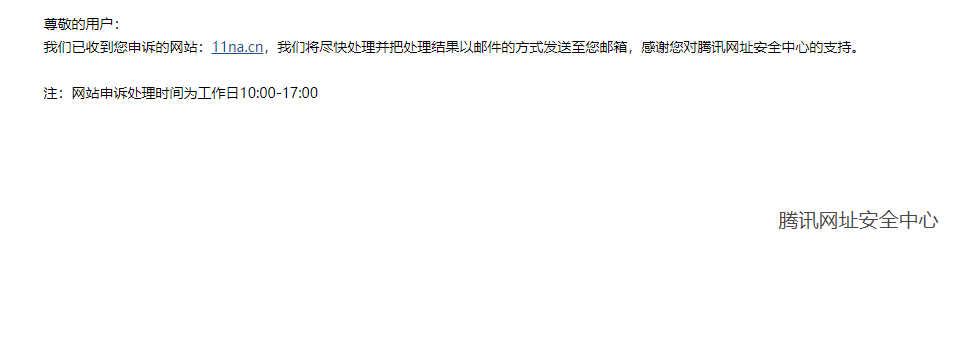 尊敬的用户：
我们已收到您申诉的网站：11na.cn，我们将尽快处理并把处理结果以邮件的方式发送至您邮箱，感谢您对腾讯网址安全中心的支持。
注：网站申诉处理时间为工作日10:00-17:00
腾讯网址安全中心